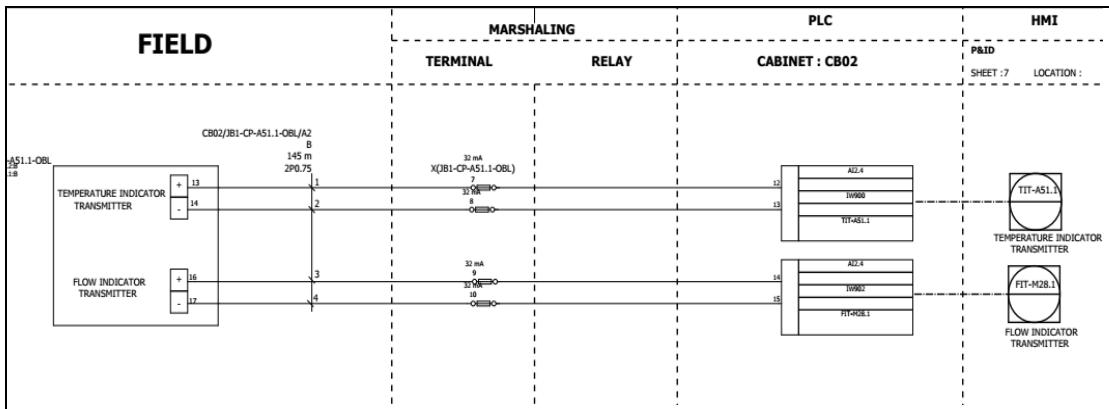 FIELD
MARSHALING
TERMINAL
RELAY
PLC
CABINET : CB02
HMI
P&ID
SHEET :7 LOCATION :
CB02/JB1-CP-A51.1-OBL/A2
B
145 m
2P0.75
-A51.1-OBL
TEMPERATURE INDICATOR
TRANSMITTER
+ 13
- 14
1
2
32 mA
X(JB1-CP-A51.1-OBL)
7
32 mA
8
12
13
AI2.4
IW900
TIT-A51.1
TIT-A51.1
TEMPERATURE INDICATOR
TRANSMITTER
FLOW INDICATOR
TRANSMITTER
+ 16
- 17
3
4
32 mA
9
32 mA
10
14
15
AI2.4
IW902
FIT-M28.1
FIT-M28.1
FLOW INDICATOR
TRANSMITTER